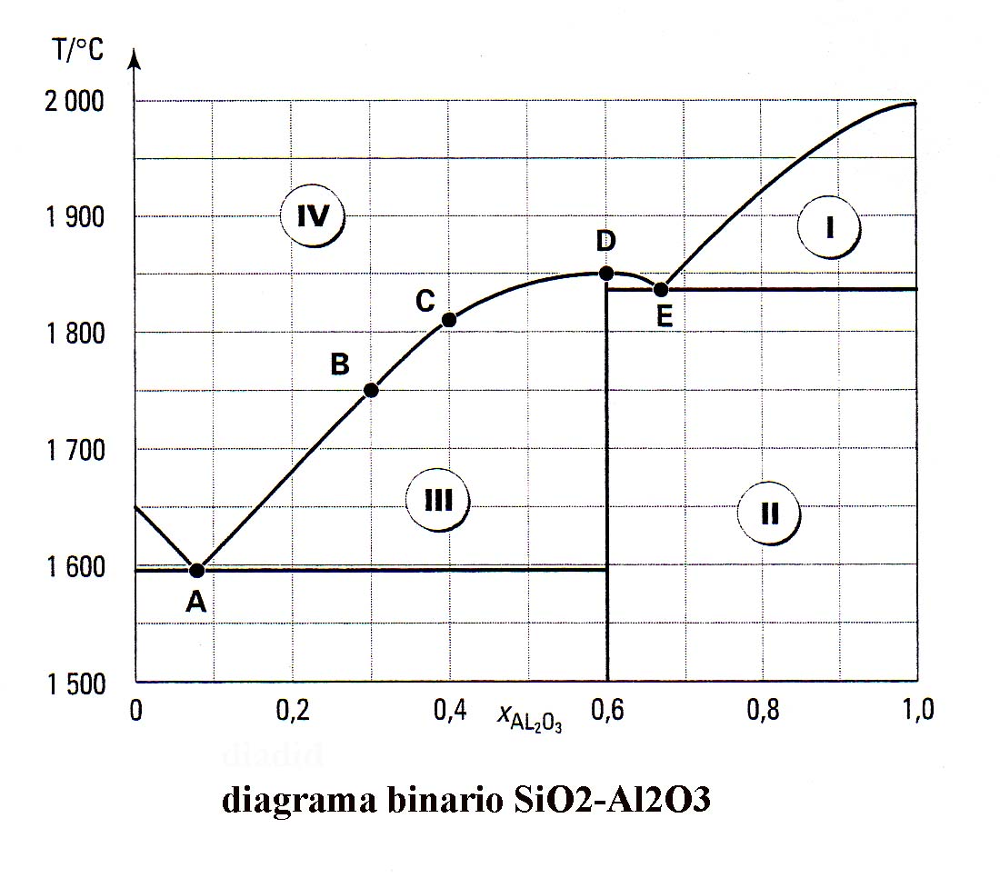 T/°C
2 000
IV
1 900
I
D
C
E
1 800
B
1 700
III
II
1 600
A
1 500
0
0,2
0,4
xAL2O3
0,6
0,8
1,0
diagrama binario SiO2-Al2O3